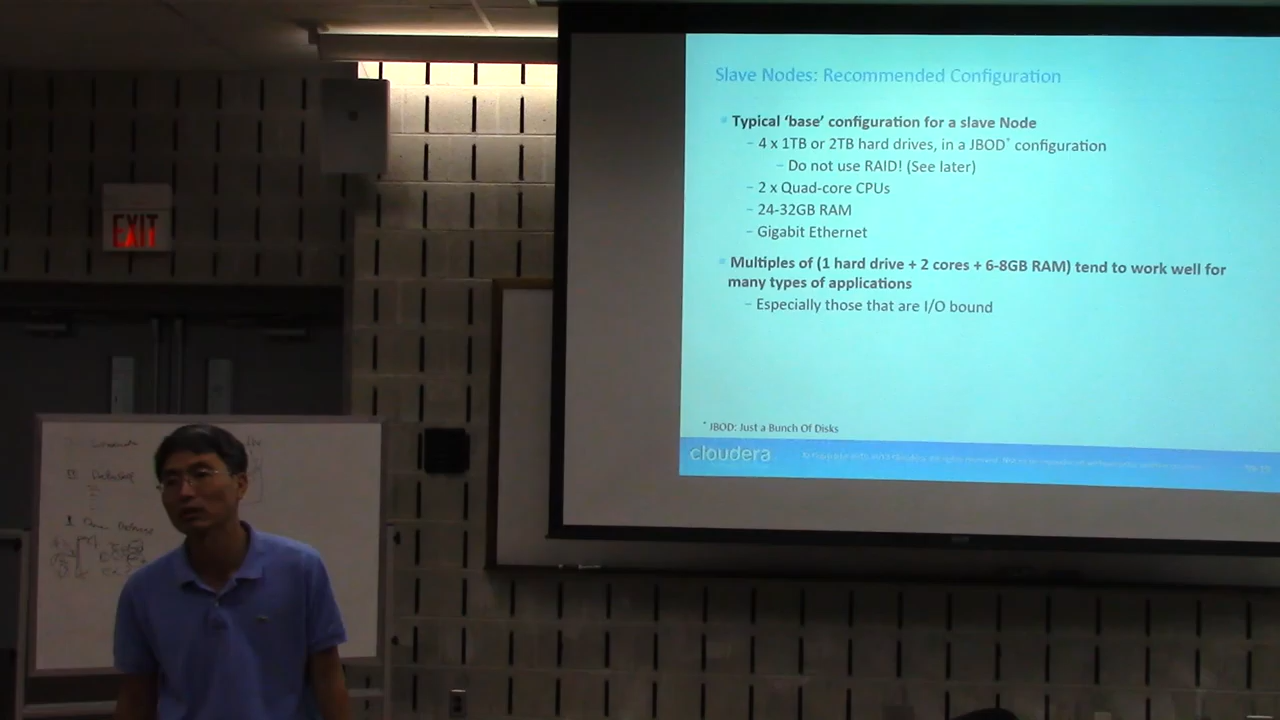 EXIT
Slave Nodes: Recommended Configuration
Typical ‘base’ configuration for a slave Node
– 4 x 1TB or 2TB hard drives, in a JBOD* configuration
– Do not use RAID! (See later)
– 2 x Quad-core CPUs
– 24-32GB RAM
– Gigabit Ethernet
Multiples of (1 hard drive + 2 cores + 6-8GB RAM) tend to work well for
many types of applications
– Especially those that are I/O bound
* JBOD: Just a Bunch Of Disks
cloudera